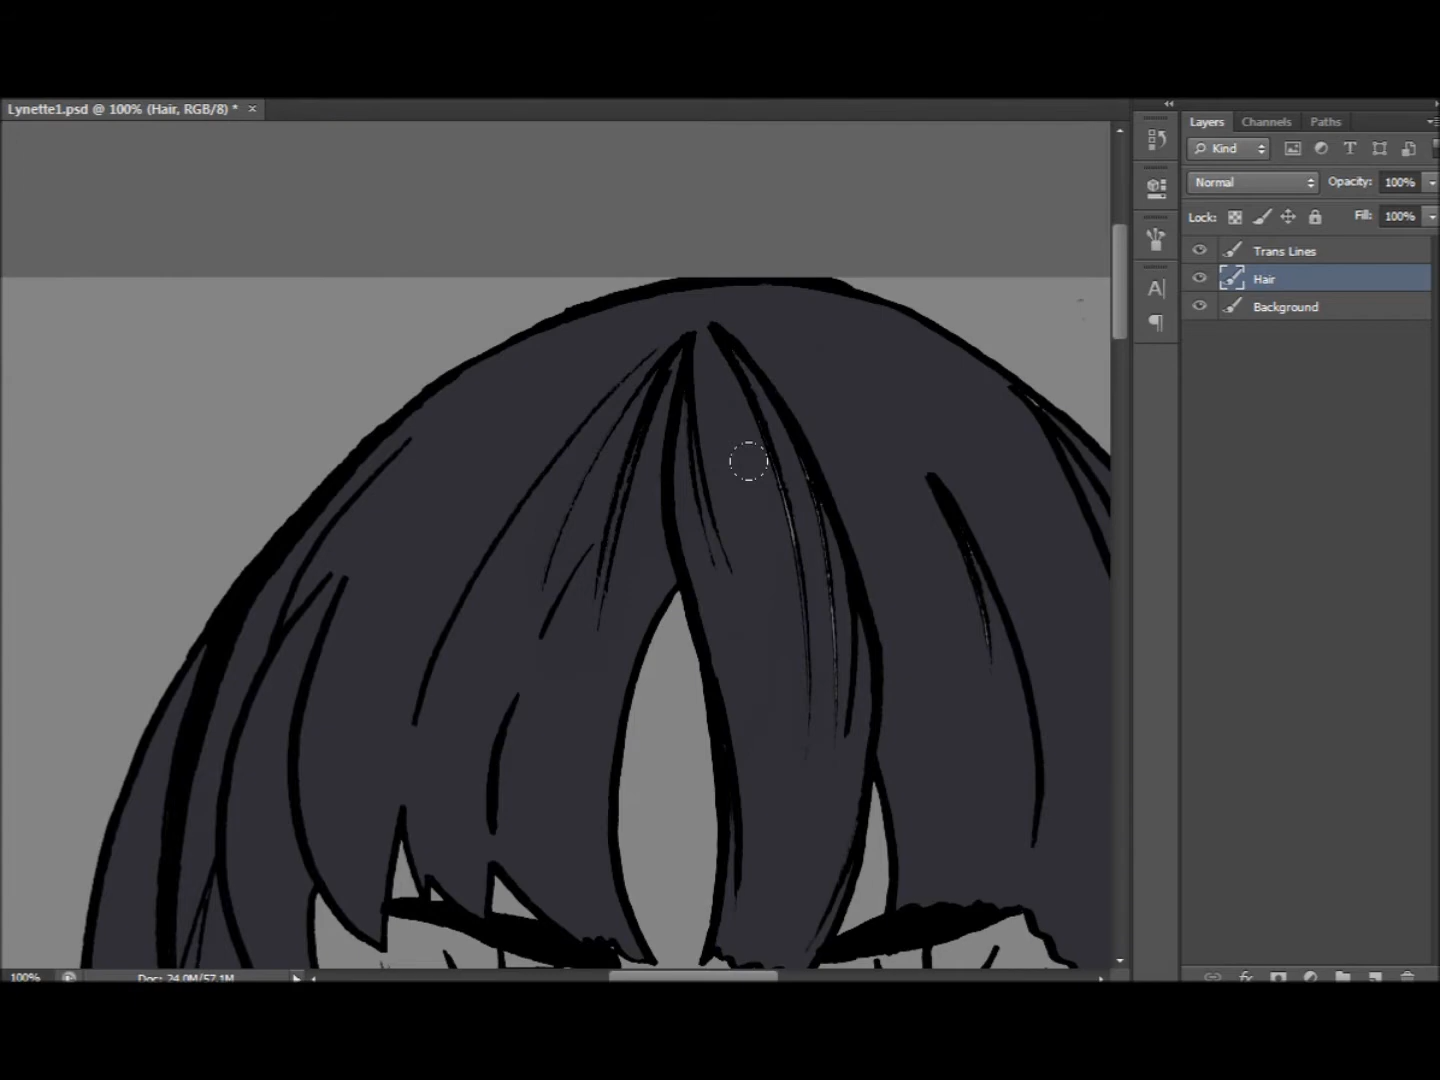 Lynette1.psd @ 100% (Hair, RGB/8) * ×
Layers Channels Paths
Kind
Normal Opacity: 100%
Lock: Fill: 100%
Trans Lines
Hair
Background
100% Doc: 24.0M/57.1M